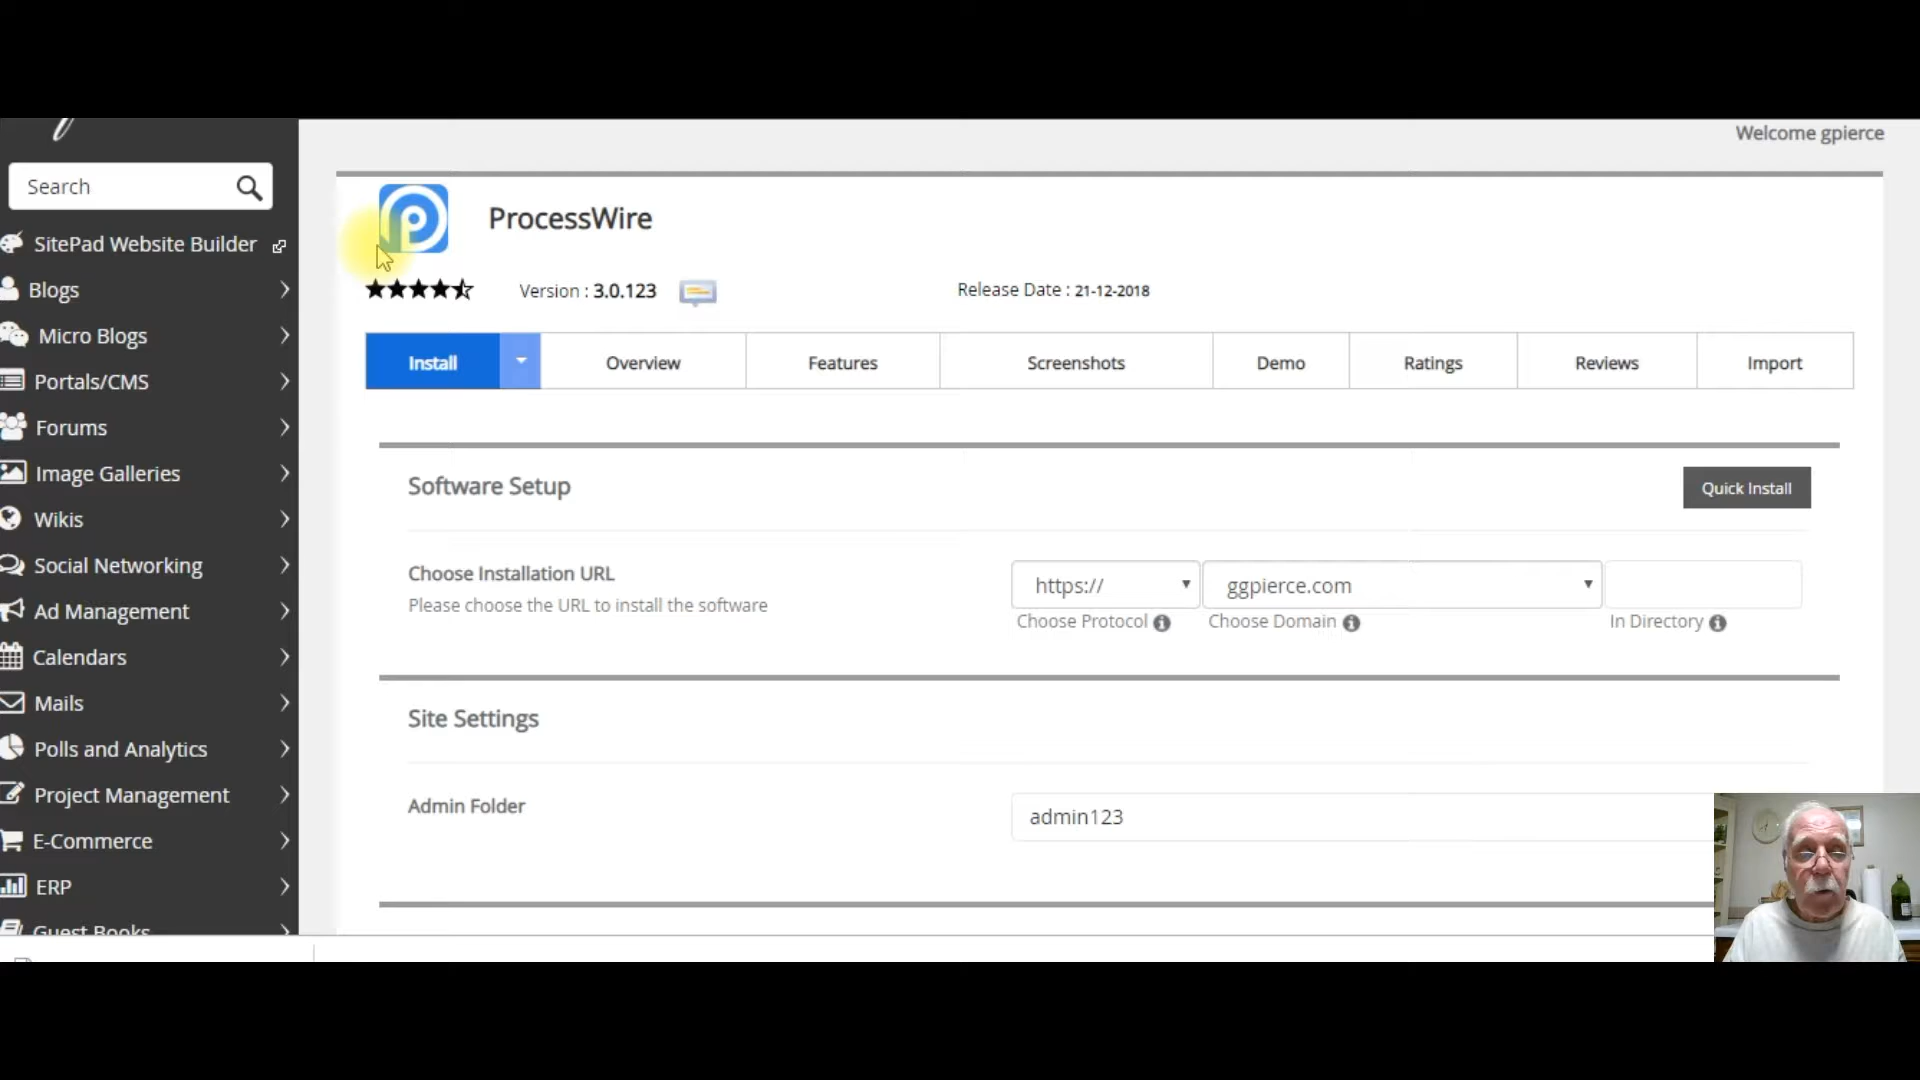 Welcome gpierce
Search
SitePad Website Builder
Blogs
Micro Blogs
Portals/CMS
Forums
Image Galleries
Wikis
Social Networking
Ad Management
Calendars
Mails
Polls and Analytics
Project Management
E-Commerce
ERP
Guest Books
ProcessWire
Version : 3.0.123
Release Date : 21-12-2018
Install Overview Features Screenshots Demo Ratings Reviews Import
Software Setup
Quick Install
Choose Installation URL
Please choose the URL to install the software
https:// ggpierce.com
Choose Protocol Choose Domain In Directory
Site Settings
Admin Folder
admin123